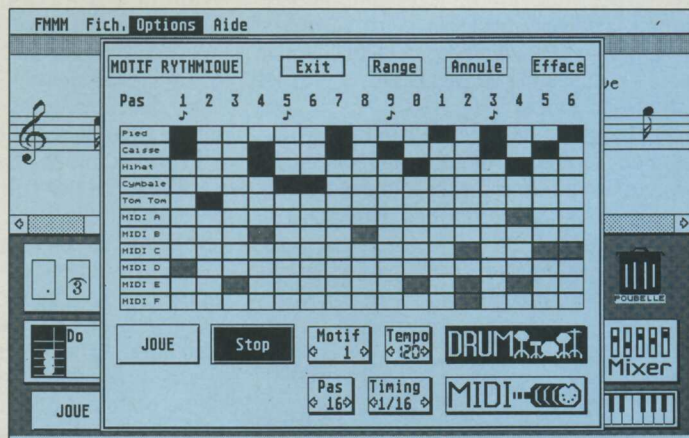 FMMM Fich. Options Aide
MOTIF RYTHMIQUE Exit Range Annule Efface
Pas 1 2 3 4 5 6 7 8 9 0 1 2 3 4 5 6
Pied
Caisse
Hihat
Cymbale
Tom Tom
MIDI A
MIDI B
MIDI C
MIDI D
MIDI E
MIDI F
3
POUBELLE
Do
JOUE Stop Motif 1 Tempo 120 DRUM
Mixer
JOUE Pas 16 Timing 1/16 MIDI